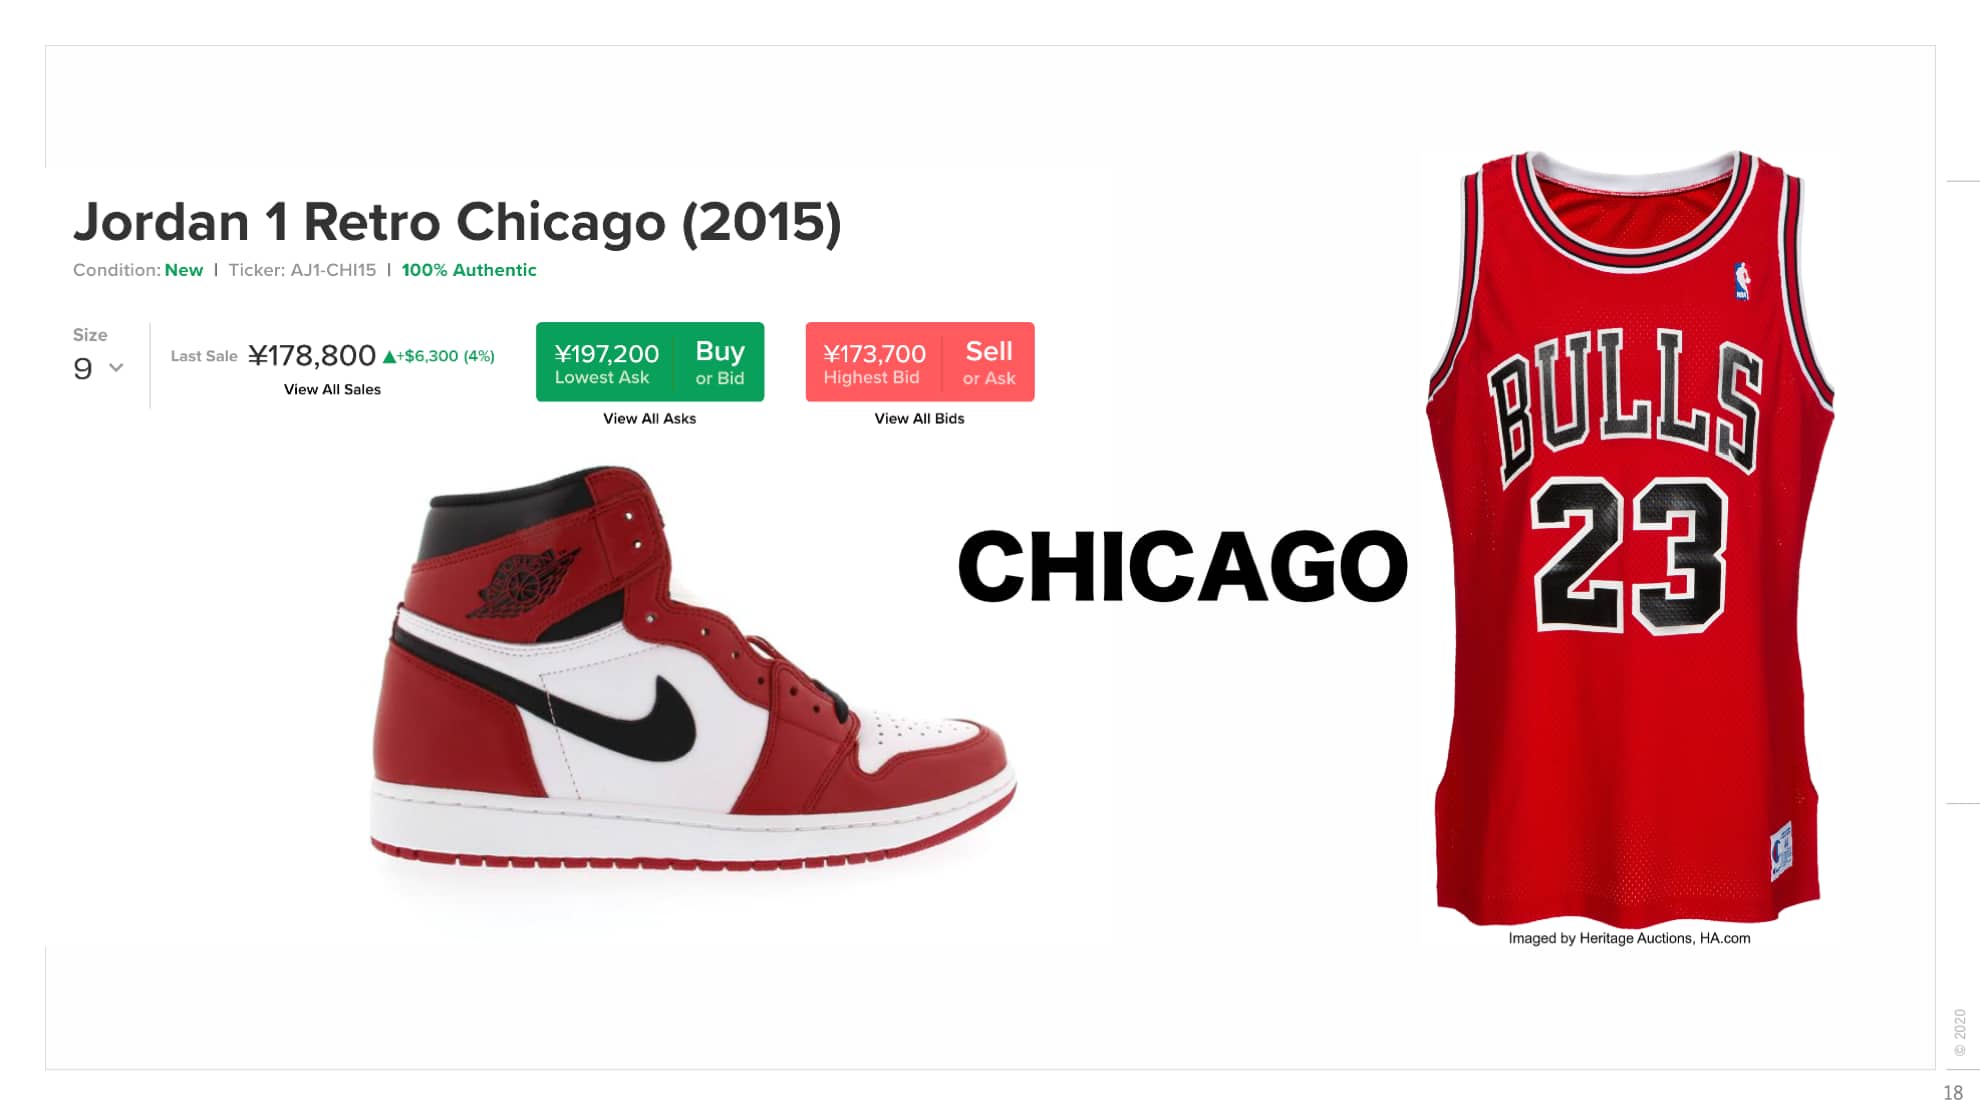 Jordan 1 Retro Chicago (2015)
Condition: New | Ticker: AJ1-CHI15 | 100% Authentic
Size
9
Last Sale ¥178,800 ▲+$6,300 (4%)
View All Sales
¥197,200 Buy
Lowest Ask or Bid
View All Asks
¥173,700 Sell
Highest Bid or Ask
View All Bids
CHICAGO
NBA
BULLS
23
Imaged by Heritage Auctions, HA.com
© 2020
18